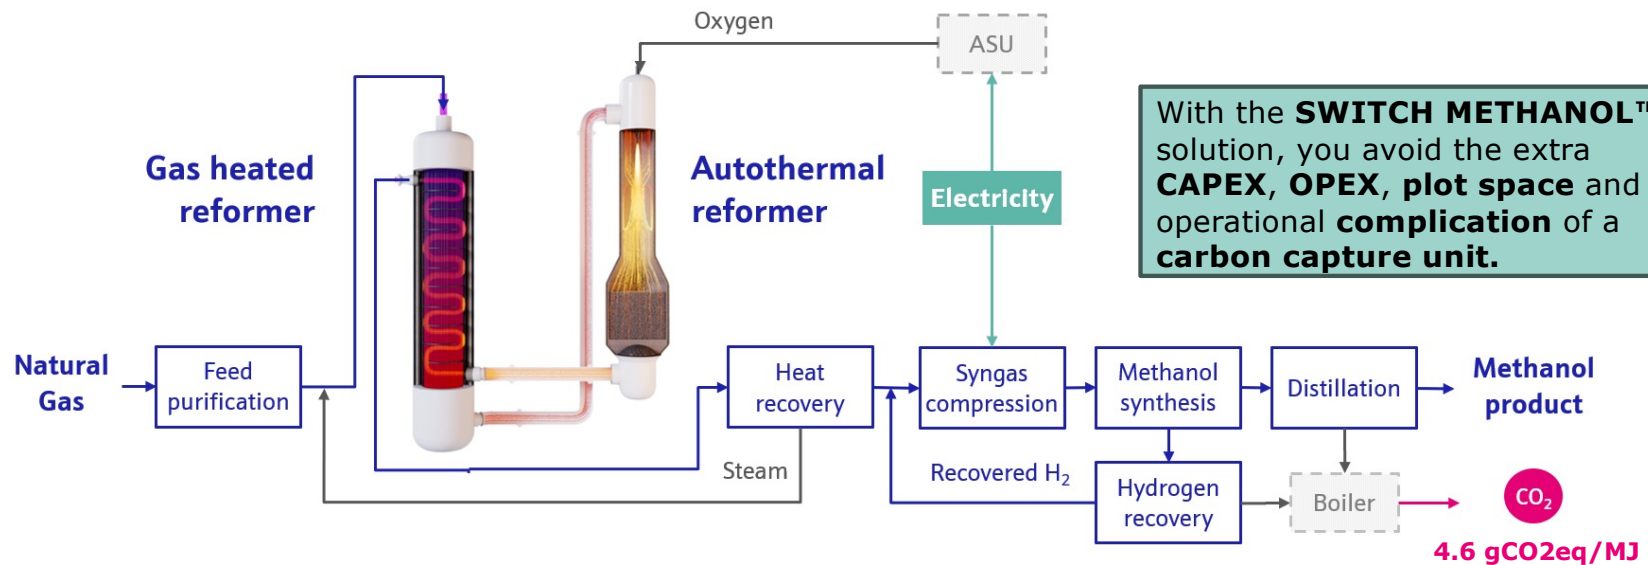 Oxygen
ASU
With the SWITCH METHANOL™
solution, you avoid the extra
CAPEX, OPEX, plot space and
operational complication of a
carbon capture unit.
Gas heated
reformer
Autothermal
reformer
Electricity
Natural
Gas
Feed
purification
Heat
recovery
Syngas
compression
Methanol
synthesis
Distillation
Methanol
product
Steam
Recovered H₂
Hydrogen
recovery
Boiler
CO₂
4.6 gCO2eq/MJ